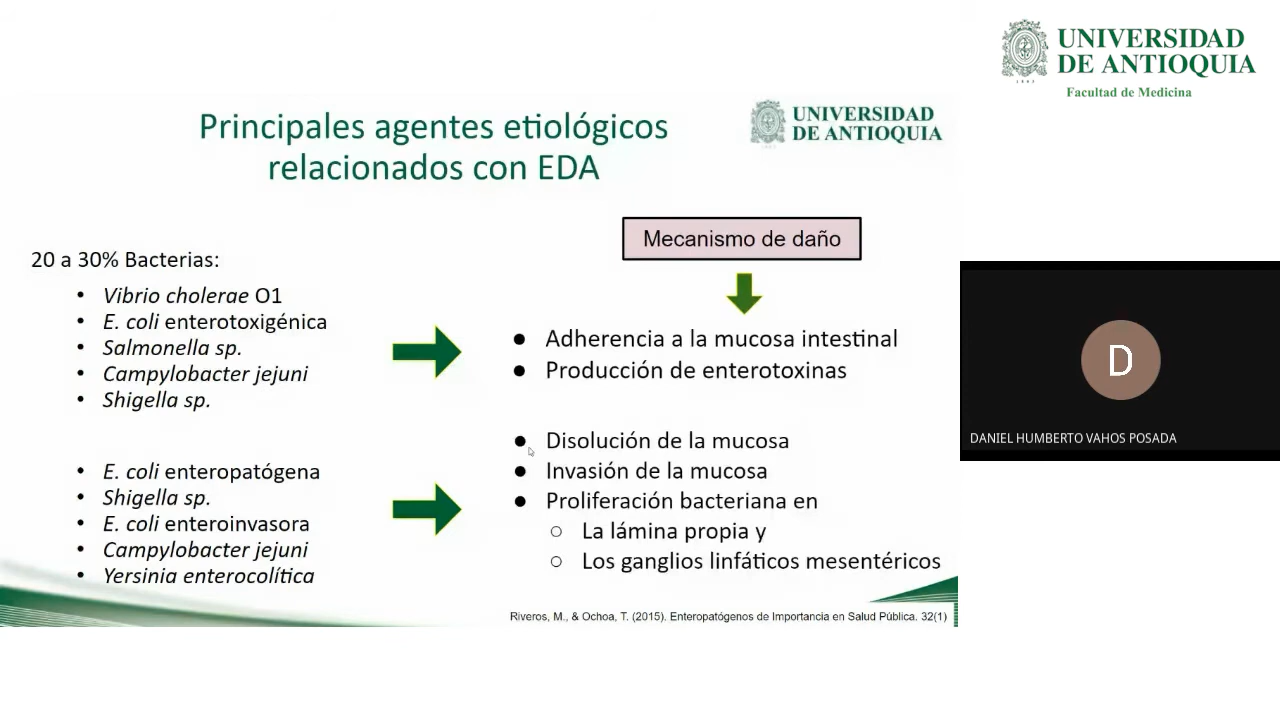 UNIVERSIDAD
DE ANTIOQUIA
Facultad de Medicina
Principales agentes etiológicos
relacionados con EDA
UNIVERSIDAD
DE ANTIOQUIA
Mecanismo de daño
20 a 30% Bacterias:
• Vibrio cholerae O1
• E. coli enterotoxigénica
• Salmonella sp.
• Campylobacter jejuni
• Shigella sp.
● Adherencia a la mucosa intestinal
● Producción de enterotoxinas
• E. coli enteropatógena
• Shigella sp.
• E. coli enteroinvasora
• Campylobacter jejuni
• Yersinia enterocolítica
● Disolución de la mucosa
● Invasión de la mucosa
● Proliferación bacteriana en
○ La lámina propia y
○ Los ganglios linfáticos mesentéricos
Riveros, M., & Ochoa, T. (2015). Enteropatógenos de Importancia en Salud Pública. 32(1)
D
DANIEL HUMBERTO VAHOS POSADA